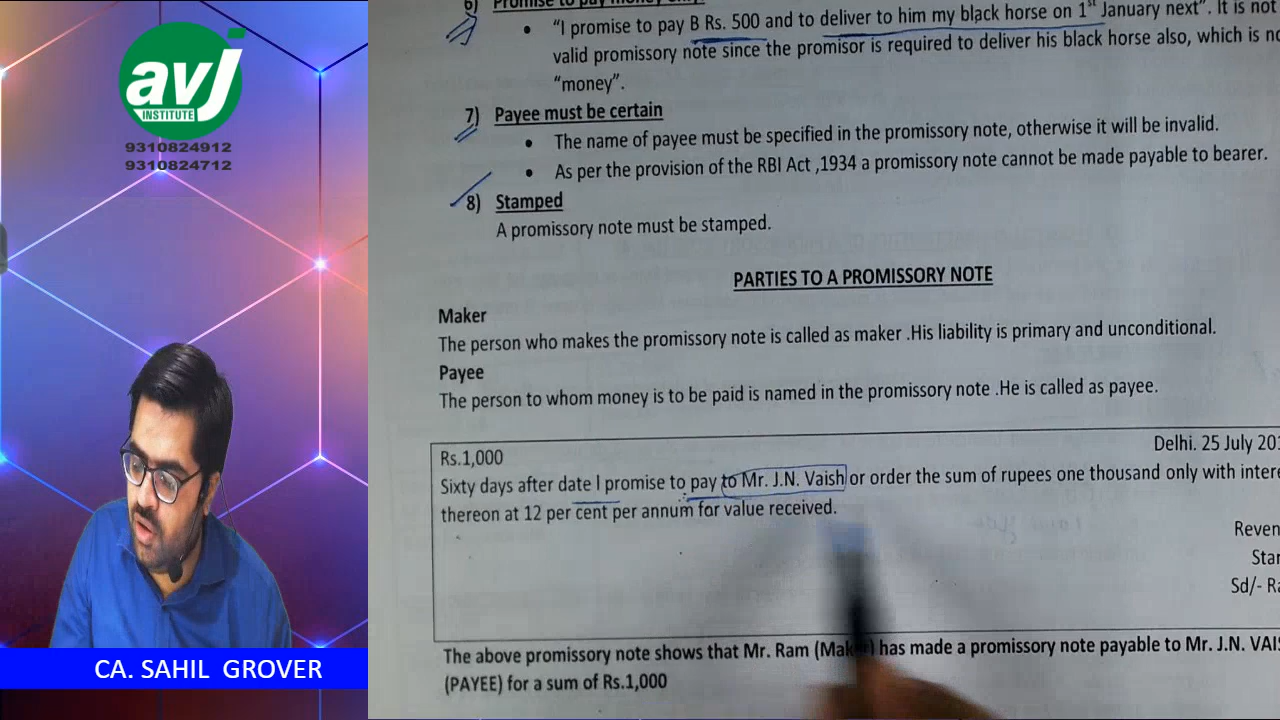 avj
INSTITUTE
9310824912
9310824712
CA. SAHIL GROVER
6) Promise to pay money only:
• "I promise to pay B Rs. 500 and to deliver to him my black horse on 1st January next". It is not
valid promissory note since the promisor is required to deliver his black horse also, which is
"money".
7) Payee must be certain
• The name of payee must be specified in the promissory note, otherwise it will be invalid.
• As per the provision of the RBI Act ,1934 a promissory note cannot be made payable to bearer.
8) Stamped
A promissory note must be stamped.
PARTIES TO A PROMISSORY NOTE
Maker
The person who makes the promissory note is called as maker .His liability is primary and unconditional.
Payee
The person to whom money is to be paid is named in the promissory note .He is called as payee.
Rs.1,000
Delhi. 25 July
Sixty days after date I promise to pay to Mr. J.N. Vaish or order the sum of rupees one thousand only with
thereon at 12 per cent per annum for value received.
Sd/-
The above promissory note shows that Mr. Ram (Maker) has made a promissory note payable to Mr. J.N.
(PAYEE) for a sum of Rs.1,000